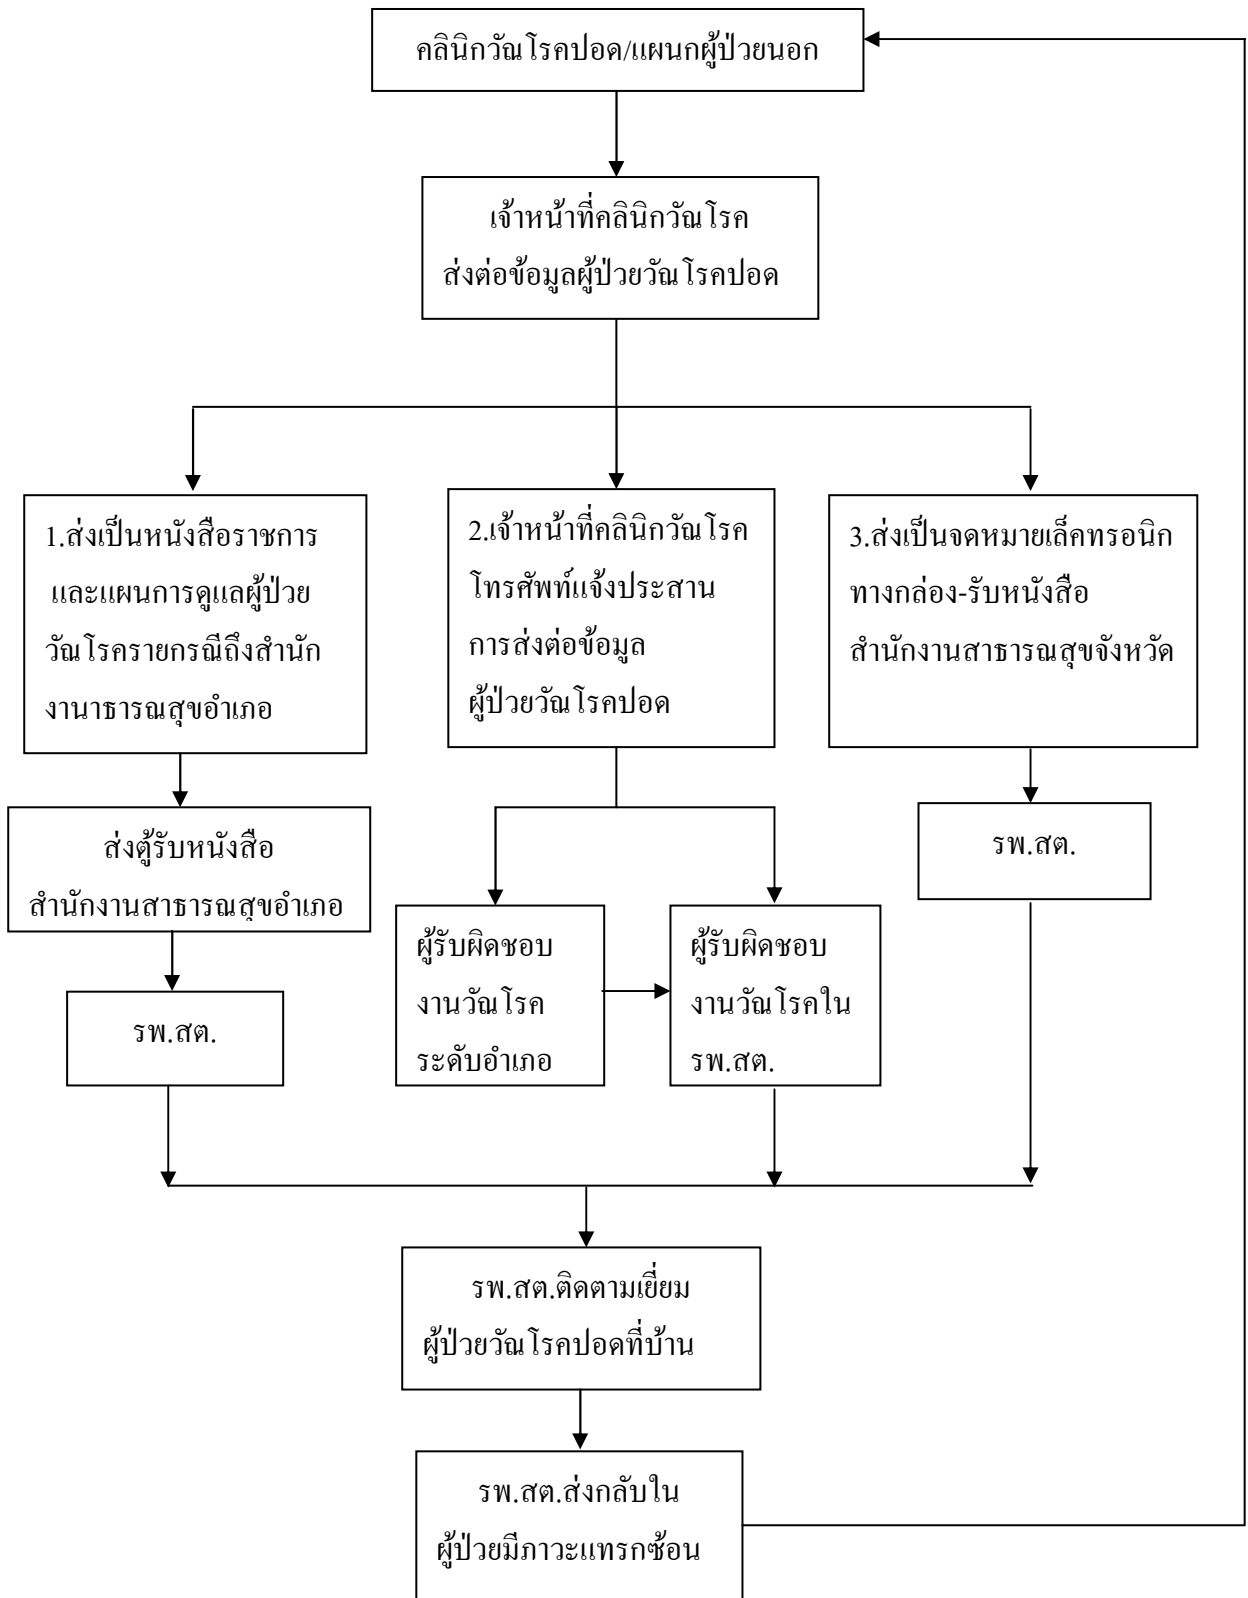 คลินิกวัณโรคปอด/แผนกผู้ป่วยนอก
เจ้าหน้าที่คลินิกวัณโรค
ส่งต่อข้อมูลผู้ป่วยวัณโรคปอด
1.ส่งเป็นหนังสือราชการ
และแผนการดูแลผู้ป่วย
วัณโรครายกรณีถึงสำนัก
งานาธารณสุขอำเภอ
2.เจ้าหน้าที่คลินิกวัณโรค
โทรศัพท์แจ้งประสาน
การส่งต่อข้อมูล
ผู้ป่วยวัณโรคปอด
3.ส่งเป็นจดหมายเล็คทรอนิก
ทางกล่อง-รับหนังสือ
สำนักงานสาธารณสุขจังหวัด
ส่งตู้รับหนังสือ
สำนักงานสาธารณสุขอำเภอ
รพ.สต.
ผู้รับผิดชอบ
งานวัณโรค
ระดับอำเภอ
ผู้รับผิดชอบ
งานวัณโรคใน
รพ.สต.
รพ.สต.
รพ.สต.ติดตามเยี่ยม
ผู้ป่วยวัณโรคปอดที่บ้าน
รพ.สต.ส่งกลับใน
ผู้ป่วยมีภาวะแทรกซ้อน